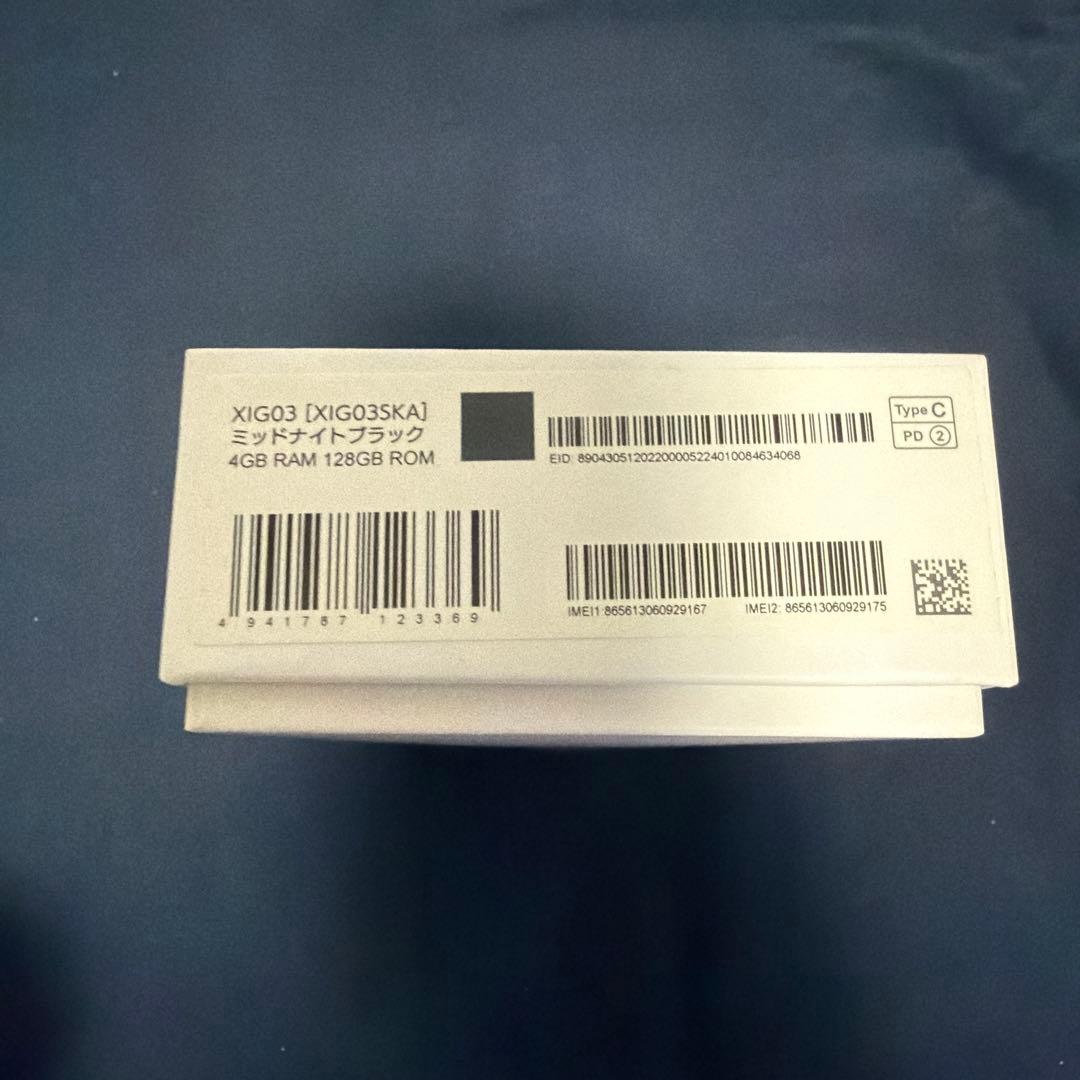 XIG03 [XIG03SKA]
ミッドナイトブラック
4GB RAM 128GB ROM
EID: 89043051202200005224010084634068
Type C
PD 2
4 941787 123369
IMEI1:865613060929167 IMEI2: 865613060929175